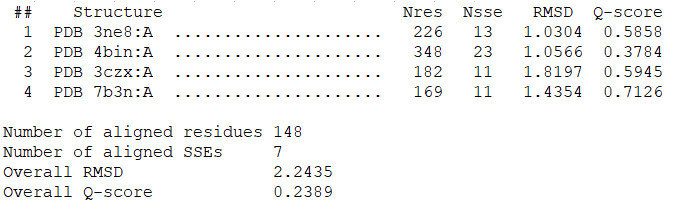 ## Structure Nres Nsse RMSD Q-score
1 PDB 3ne8:A ..................... 226 13 1.0304 0.5858
2 PDB 4bin:A ..................... 348 23 1.0566 0.3784
3 PDB 3czx:A ..................... 182 11 1.8197 0.5945
4 PDB 7b3n:A ..................... 169 11 1.4354 0.7126
Number of aligned residues 148
Number of aligned SSEs 7
Overall RMSD 2.2435
Overall Q-score 0.2389